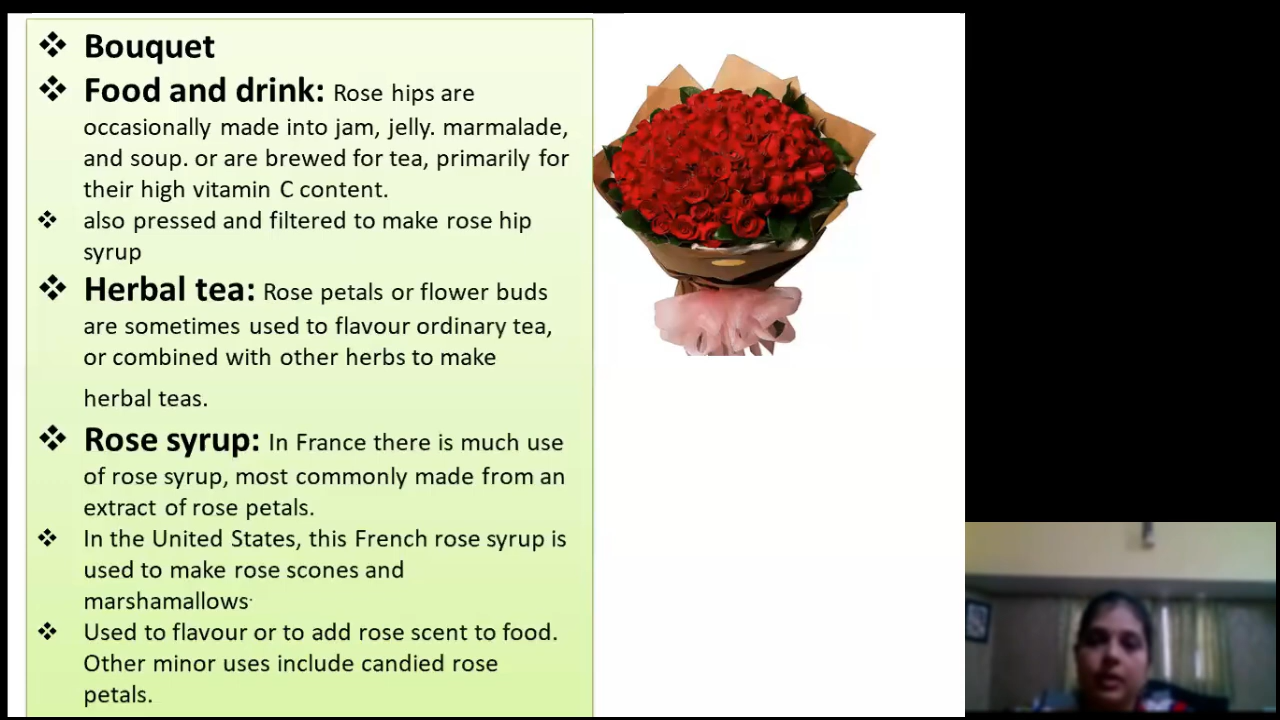 ❖ Bouquet
❖ Food and drink: Rose hips are
occasionally made into jam, jelly. marmalade,
and soup. or are brewed for tea, primarily for
their high vitamin C content.
❖ also pressed and filtered to make rose hip
syrup
❖ Herbal tea: Rose petals or flower buds
are sometimes used to flavour ordinary tea,
or combined with other herbs to make
herbal teas.
❖ Rose syrup: In France there is much use
of rose syrup, most commonly made from an
extract of rose petals.
❖ In the United States, this French rose syrup is
used to make rose scones and
marshamallows.
❖ Used to flavour or to add rose scent to food.
Other minor uses include candied rose
petals.